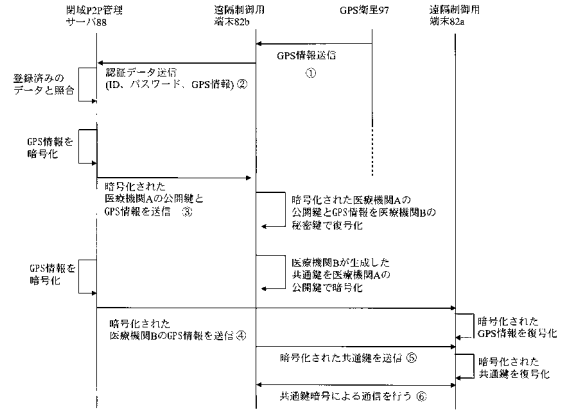 閉域P2P管理
サーバ88
遠隔制御用
端末82b
GPS衛星97
遠隔制御用
端末82a
GPS情報送信
①
登録済みの
データと照合
認証データ送信
(ID、パスワード、GPS情報) ②
GPS情報を
暗号化
暗号化された
医療機関Aの公開鍵と
GPS情報を送信 ③
暗号化された医療機関Aの
公開鍵とGPS情報を医療機関Bの
秘密鍵で復号化
GPS情報を
暗号化
医療機関Bが生成した
共通鍵を医療機関Aの
公開鍵で暗号化
暗号化された
医療機関BのGPS情報を送信 ④
暗号化された
GPS情報を復号化
暗号化された共通鍵を送信 ⑤
暗号化された
共通鍵を復号化
共通鍵暗号による通信を行う ⑥